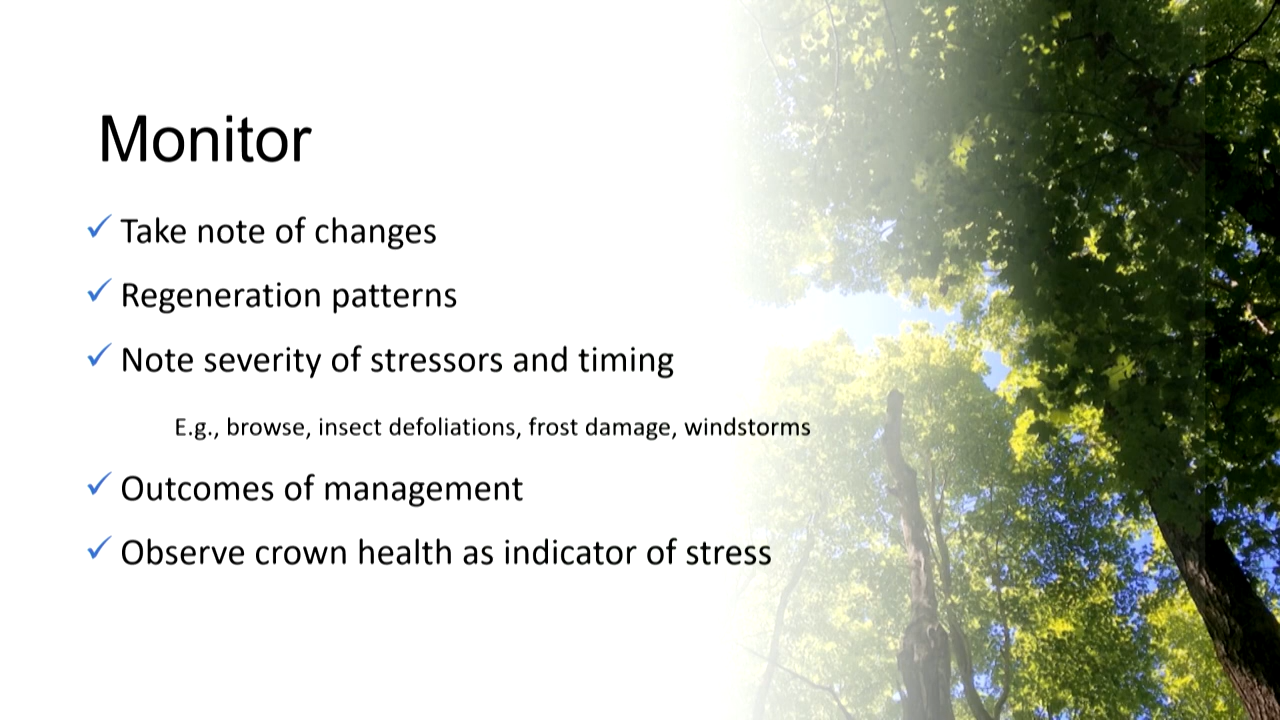 Monitor
Take note of changes
Regeneration patterns
Note severity of stressors and timing
E.g., browse, insect defoliations, frost damage, windstorms
Outcomes of management
Observe crown health as indicator of stress